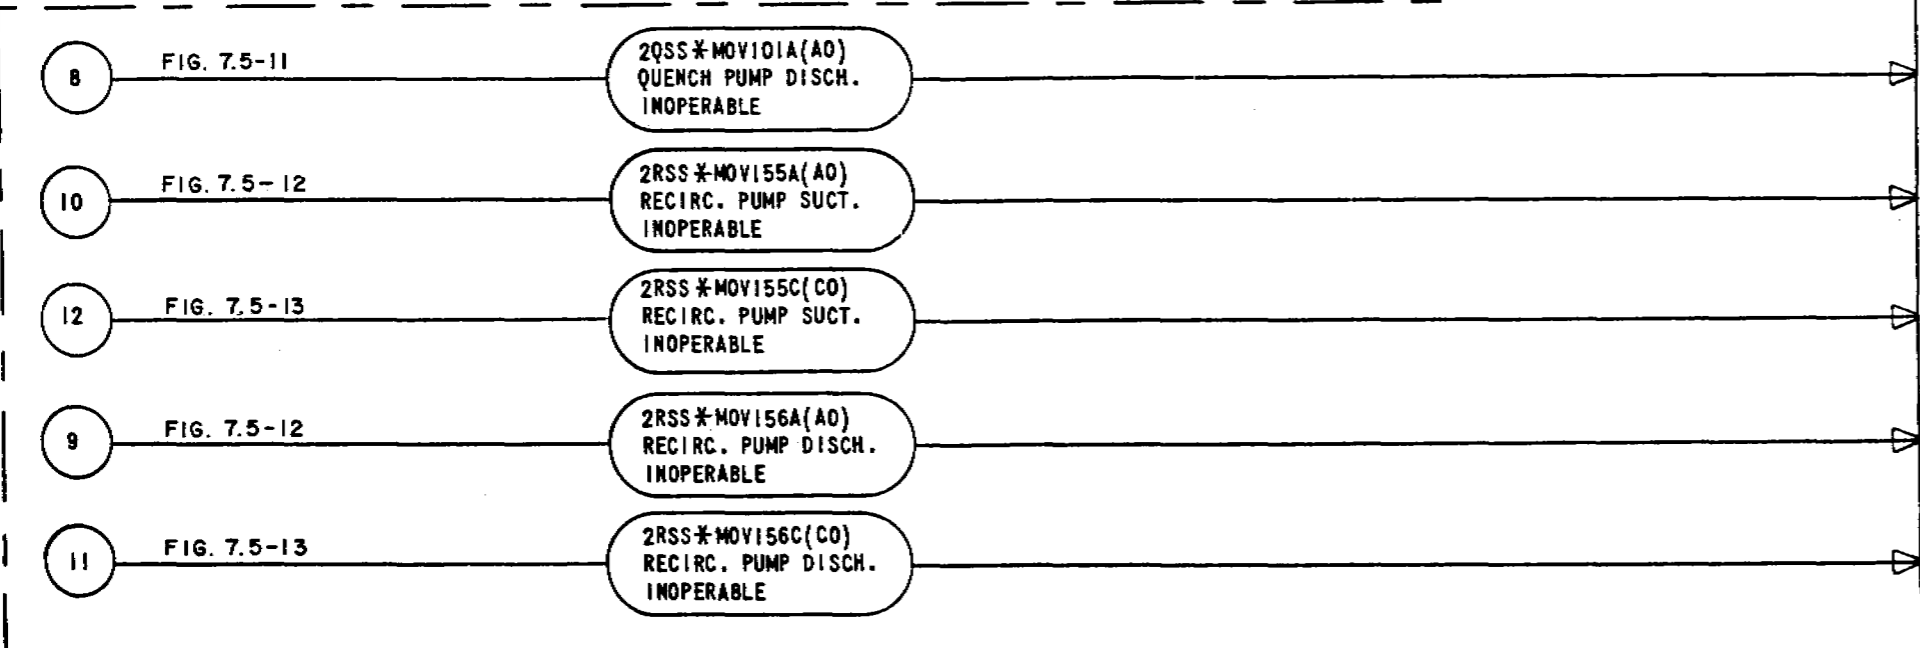 8
FIG. 7.5-11
2QSS*MOV101A(AO)
QUENCH PUMP DISCH.
INOPERABLE
10
FIG. 7.5-12
2RSS*MOV155A(AO)
RECIRC. PUMP SUCT.
INOPERABLE
12
FIG. 7.5-13
2RSS*MOV155C(CO)
RECIRC. PUMP SUCT.
INOPERABLE
9
FIG. 7.5-12
2RSS*MOV156A(AO)
RECIRC. PUMP DISCH.
INOPERABLE
11
FIG. 7.5-13
2RSS*MOV156C(CO)
RECIRC. PUMP DISCH.
INOPERABLE